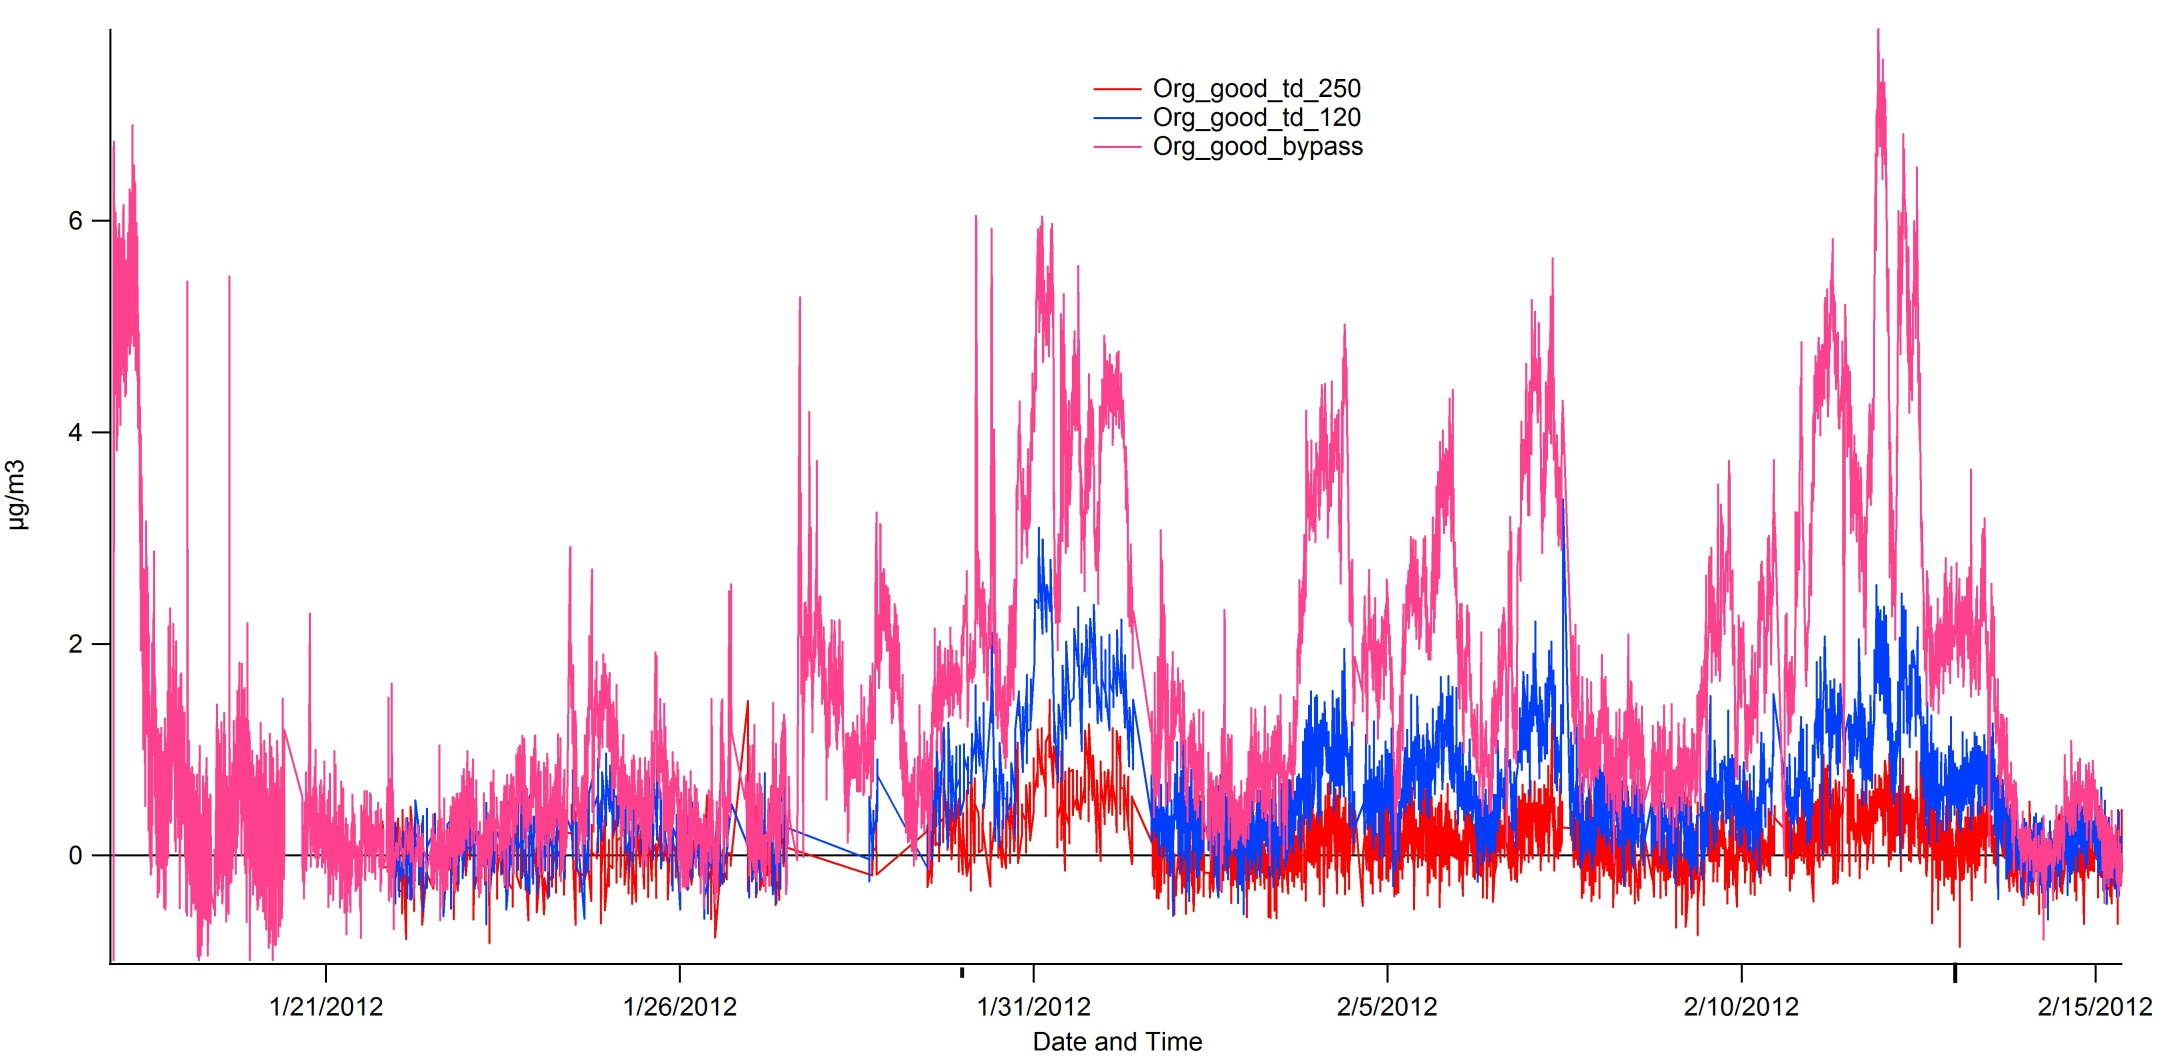 Org_good_td_250
Org_good_td_120
Org_good_bypass
6
4
2
0
µg/m3
1/21/2012
1/26/2012
1/31/2012
2/5/2012
2/10/2012
2/15/2012
Date and Time